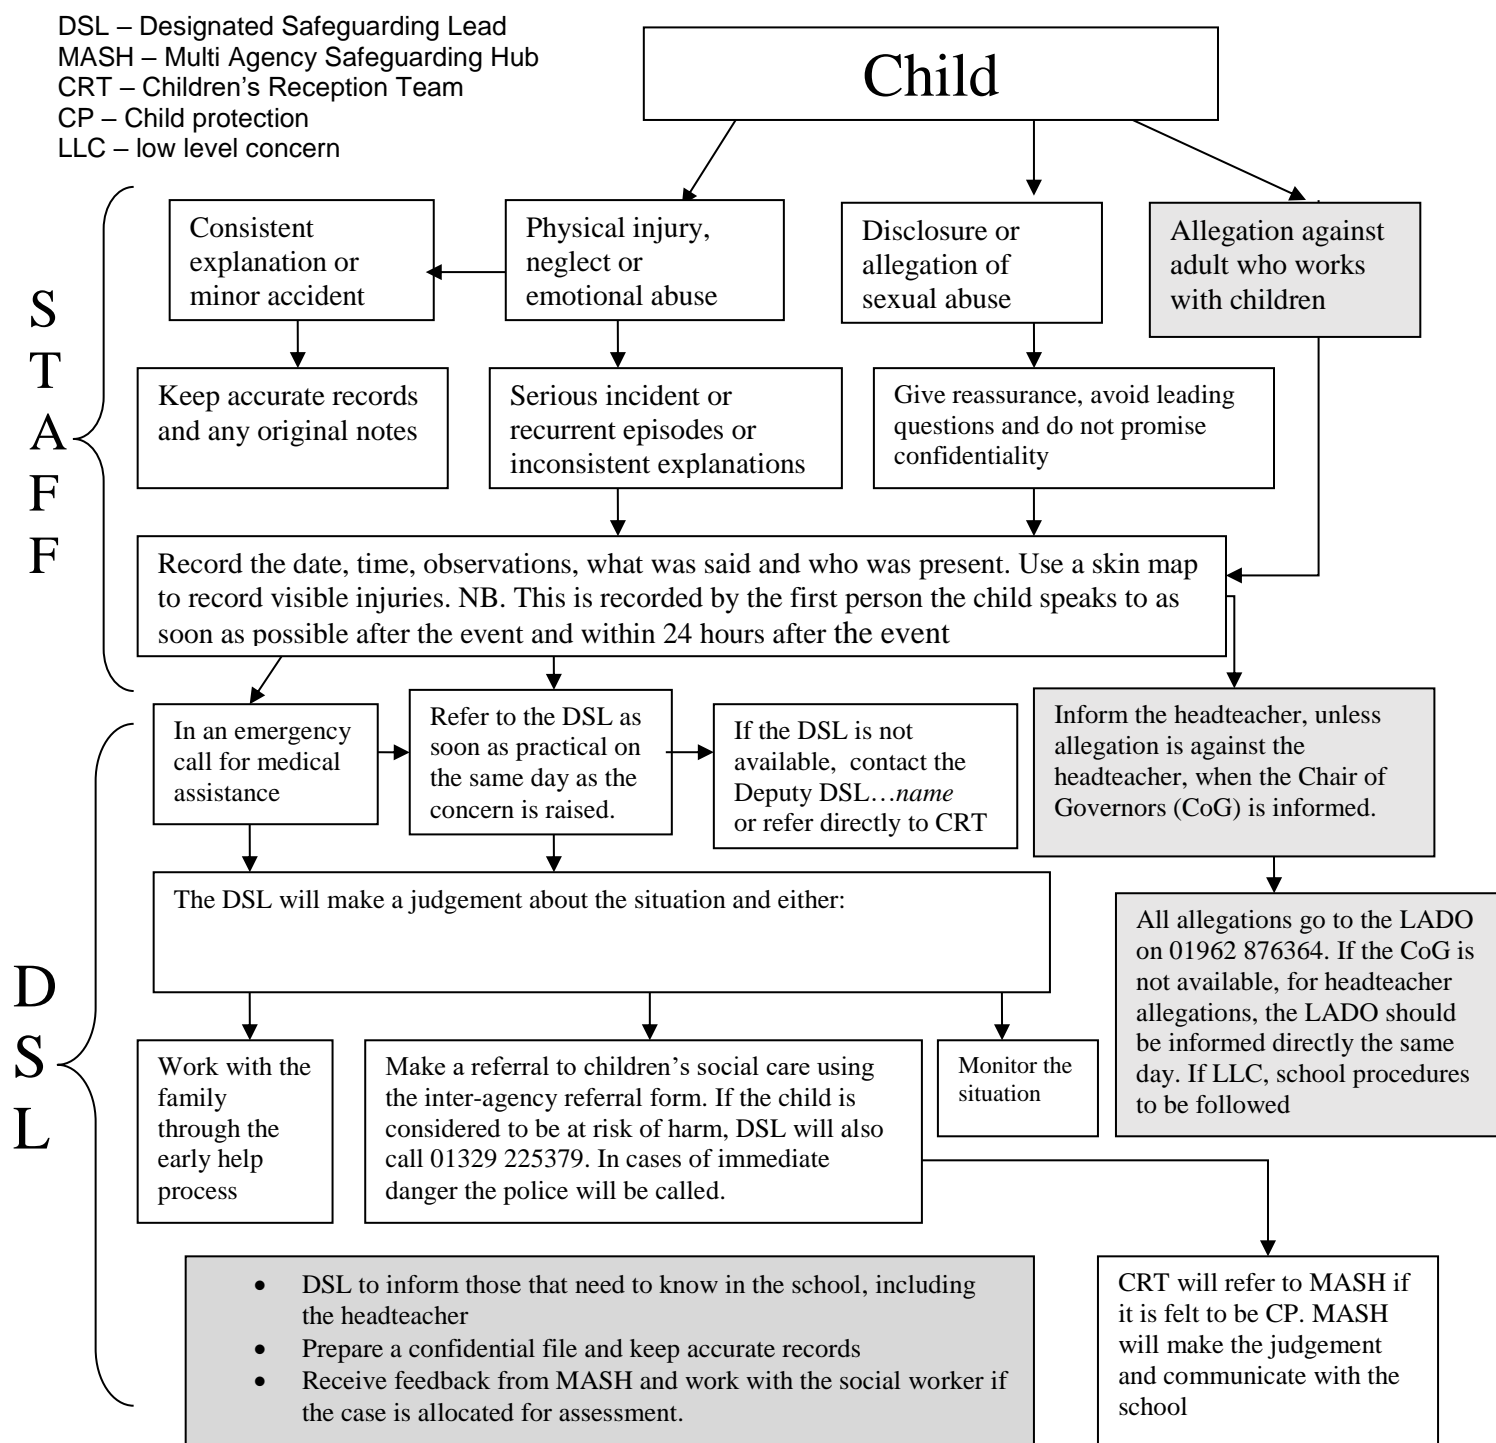 DSL – Designated Safeguarding Lead
MASH – Multi Agency Safeguarding Hub
CRT – Children's Reception Team
CP – Child protection
LLC – low level concern
Child
STAFF
Consistent
explanation or
minor accident
Physical injury,
neglect or
emotional abuse
Disclosure or
allegation of
sexual abuse
Allegation against
adult who works
with children
Keep accurate records
and any original notes
Serious incident or
recurrent episodes or
inconsistent explanations
Give reassurance, avoid leading
questions and do not promise
confidentiality
Record the date, time, observations, what was said and who was present. Use a skin map
to record visible injuries. NB. This is recorded by the first person the child speaks to as
soon as possible after the event and within 24 hours after the event
DSL
In an emergency
call for medical
assistance
Refer to the DSL as
soon as practical on
the same day as the
concern is raised.
If the DSL is not
available, contact the
Deputy DSL…name
or refer directly to CRT
Inform the headteacher, unless
allegation is against the
headteacher, when the Chair of
Governors (CoG) is informed.
The DSL will make a judgement about the situation and either:
All allegations go to the LADO
on 01962 876364. If the CoG is
not available, for headteacher
allegations, the LADO should
be informed directly the same
day. If LLC, school procedures
to be followed
Work with the
family
through the
early help
process
Make a referral to children's social care using
the inter-agency referral form. If the child is
considered to be at risk of harm, DSL will also
call 01329 225379. In cases of immediate
danger the police will be called.
Monitor the
situation
• DSL to inform those that need to know in the school, including
the headteacher
• Prepare a confidential file and keep accurate records
• Receive feedback from MASH and work with the social worker if
the case is allocated for assessment.
CRT will refer to MASH if
it is felt to be CP. MASH
will make the judgement
and communicate with the
school